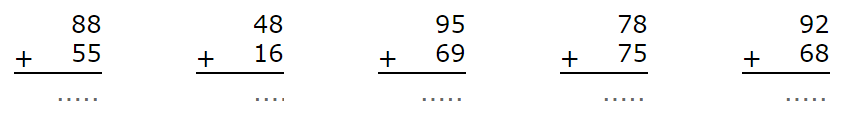 88 48 95 78 92
+ 55 + 16 + 69 + 75 + 68
..... .... ..... ..... .....